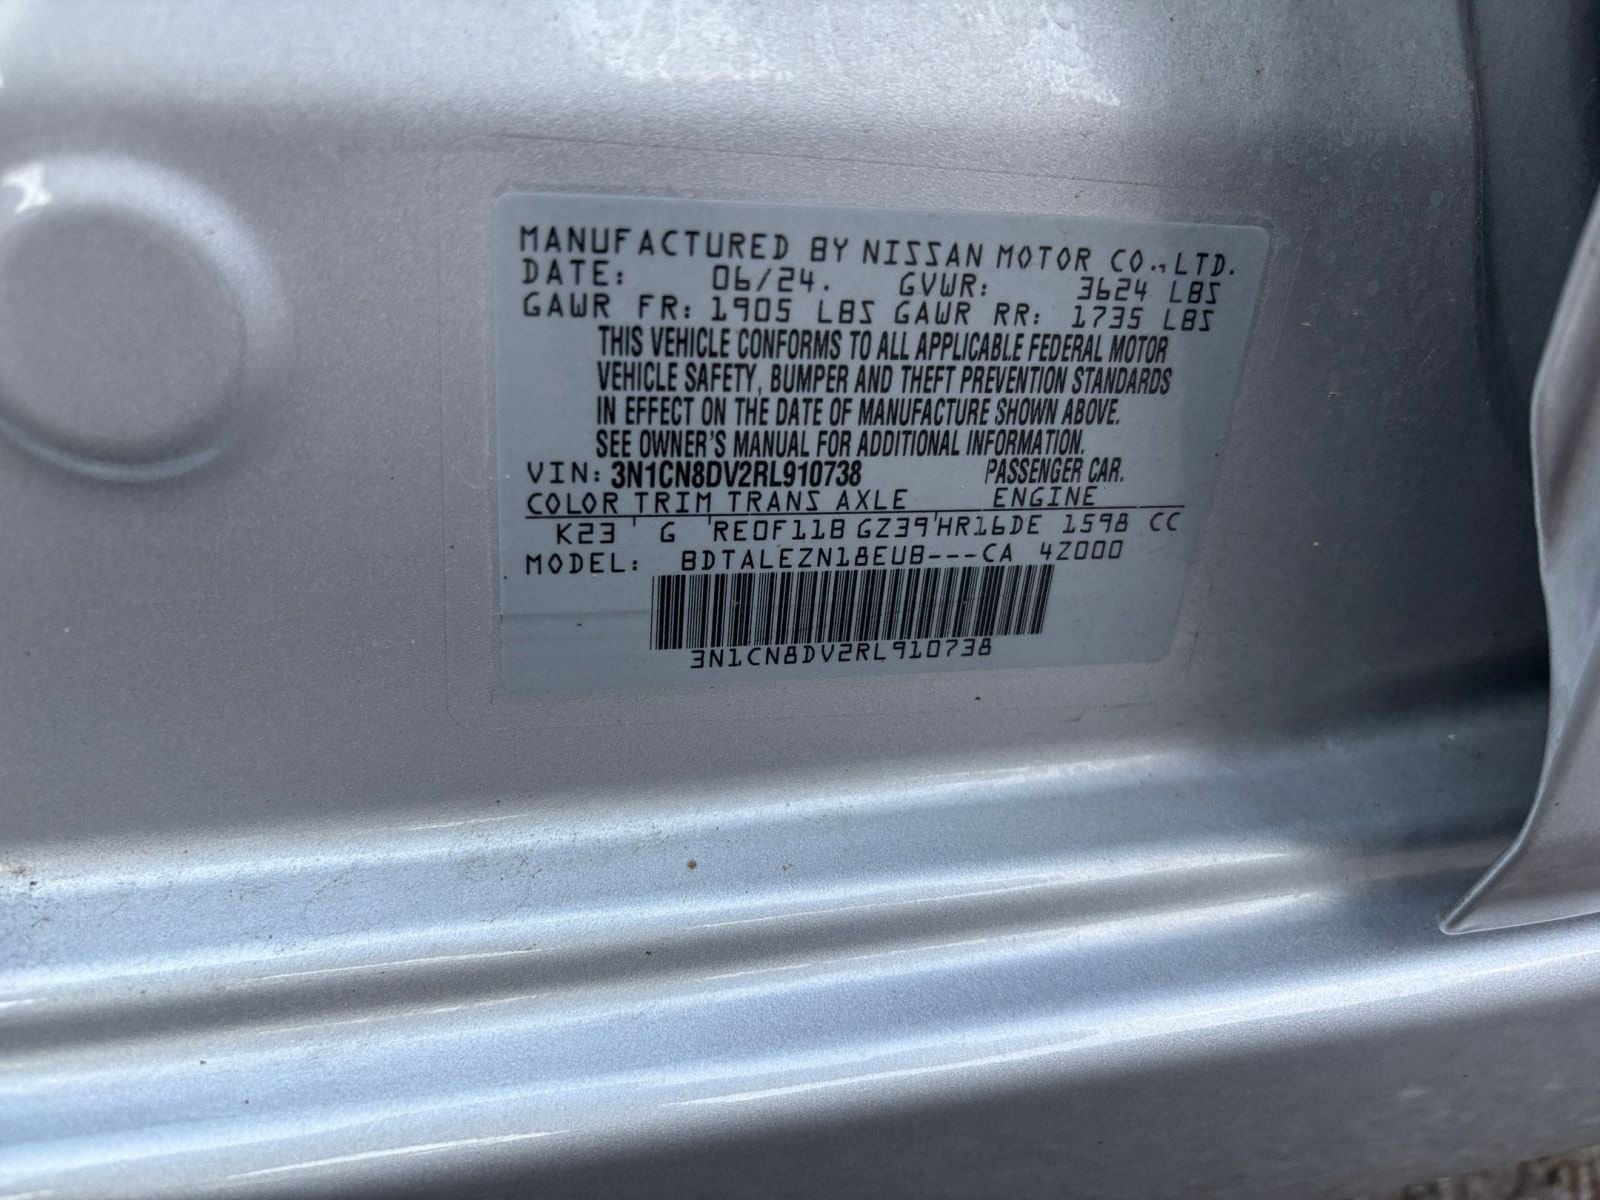 MANUFACTURED BY NISSAN MOTOR CO., LTD.
DATE: 06/24. GVWR: 3624 LBS
GAWR FR: 1905 LBS GAWR RR: 1735 LBS
THIS VEHICLE CONFORMS TO ALL APPLICABLE FEDERAL MOTOR
VEHICLE SAFETY, BUMPER AND THEFT PREVENTION STANDARDS
IN EFFECT ON THE DATE OF MANUFACTURE SHOWN ABOVE.
SEE OWNER'S MANUAL FOR ADDITIONAL INFORMATION.
VIN: 3N1CN8DV2RL910738 PASSENGER CAR.
COLOR TRIM TRANS AXLE ENGINE
K23 ' G 'RE0F11B GZ39'HR16DE 1598 CC
MODEL: BDTALEZN18EUB---CA 4Z000
3N1CN8DV2RL910738